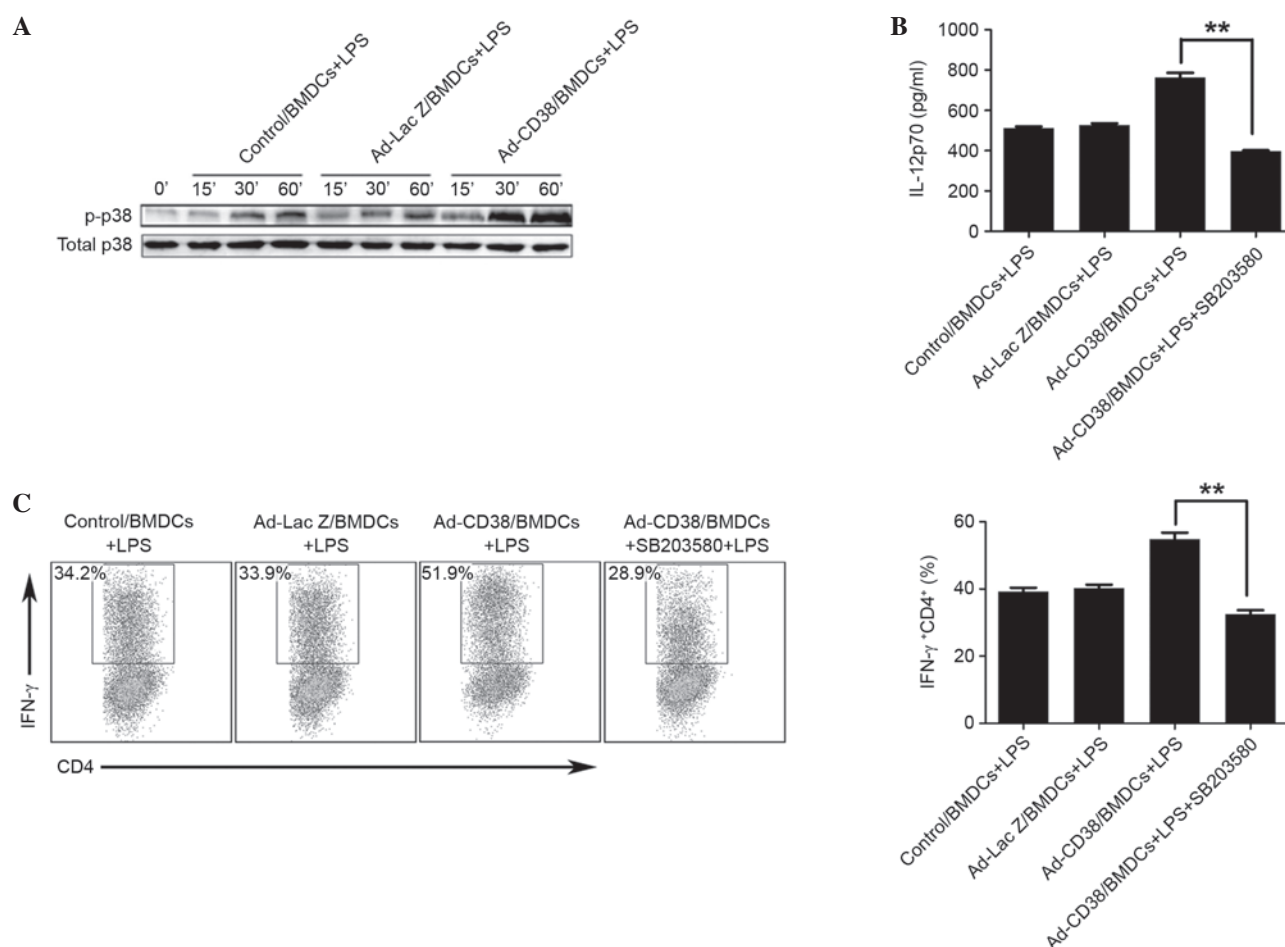 A
Control/BMDCs+LPS
Ad-Lac Z/BMDCs+LPS
Ad-CD38/BMDCs+LPS
0' 15' 30' 60' 15' 30' 60' 15' 30' 60'
p-p38
Total p38
B
**
IL-12p70 (pg/ml)
1000
800
600
400
200
0
Control/BMDCs+LPS
Ad-Lac Z/BMDCs+LPS
Ad-CD38/BMDCs+LPS
Ad-CD38/BMDCs+LPS+SB203580
C
Control/BMDCs
+LPS
Ad-Lac Z/BMDCs
+LPS
Ad-CD38/BMDCs
+LPS
Ad-CD38/BMDCs
+SB203580+LPS
34.2%
33.9%
51.9%
28.9%
IFN-γ
CD4
**
IFN-γ +CD4+ (%)
60
40
20
0
Control/BMDCs+LPS
Ad-Lac Z/BMDCs+LPS
Ad-CD38/BMDCs+LPS
Ad-CD38/BMDCs+LPS+SB203580